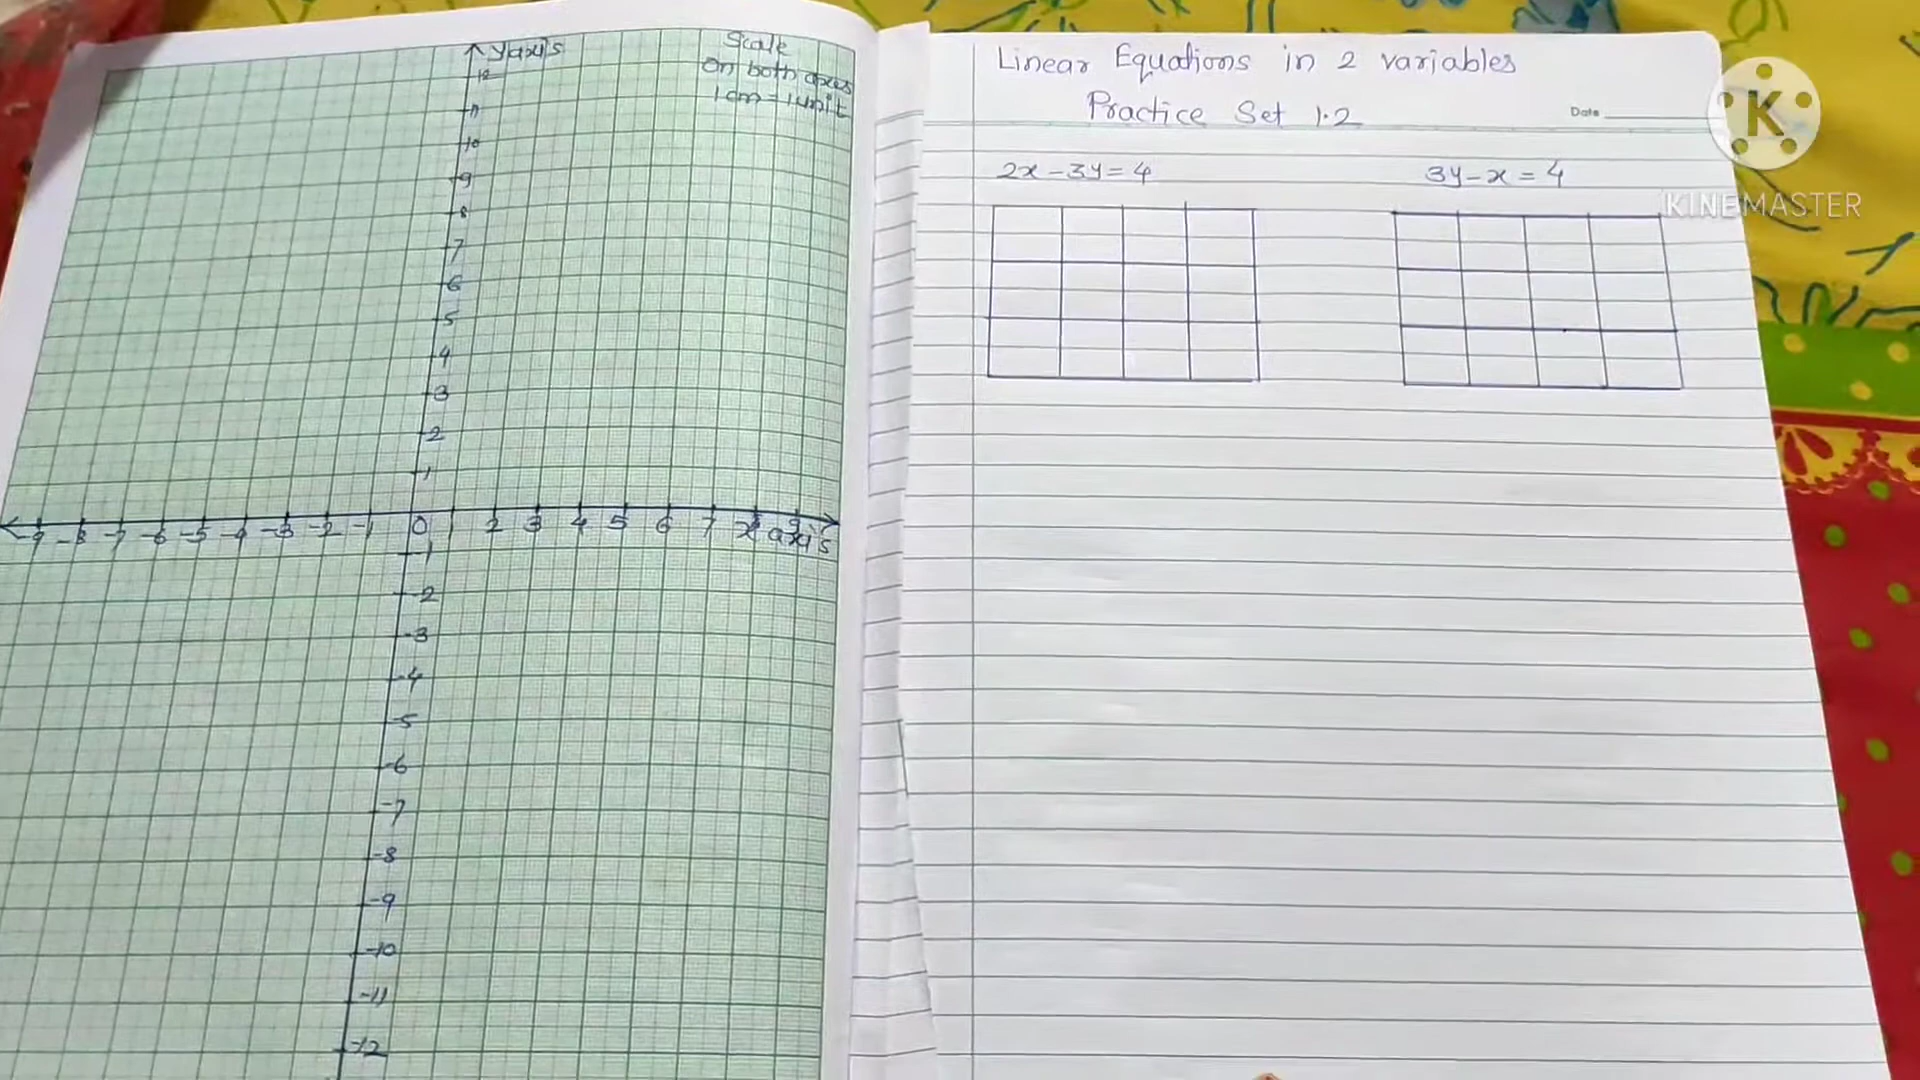 y axis
Scale
On both axes
1 cm = 1 unit
12
11
10
9
8
7
6
5
4
3
2
1
-9 -8 -7 -6 -5 -4 -3 -2 -1 0 1 2 3 4 5 6 7 8 9
x axis
-1
-2
-3
-4
-5
-6
-7
-8
-9
-10
-11
-12
Linear Equations in 2 variables
Practice Set 1.2
Date
2x - 3y = 4
3y - x = 4
K
KINEMASTER